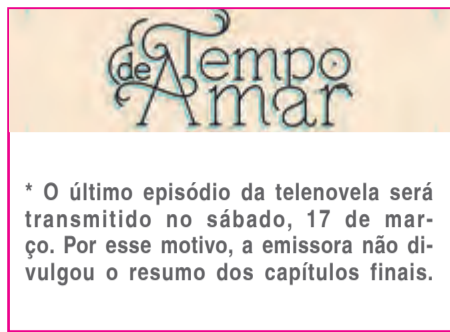 Tempo
de Amar
* O último episódio da telenovela será
transmitido no sábado, 17 de mar-
ço. Por esse motivo, a emissora não di-
vulgou o resumo dos capítulos finais.